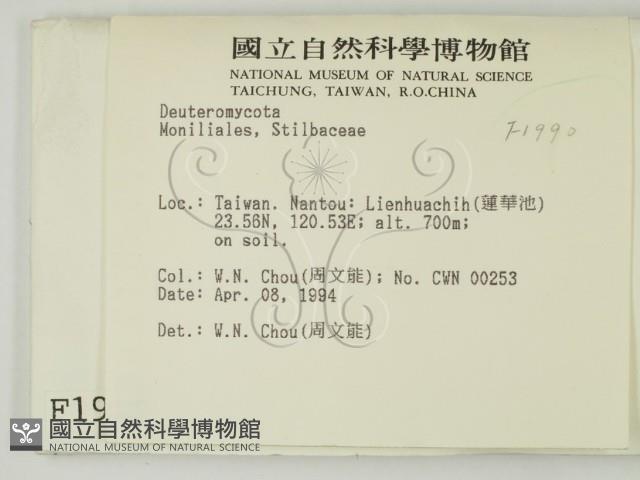 國立自然科學博物館
NATIONAL MUSEUM OF NATURAL SCIENCE
TAICHUNG, TAIWAN, R.O.CHINA
Deuteromycota
Moniliales, Stilbaceae
F1990
Loc.: Taiwan. Nantou: Lienhuachih(蓮華池)
23.56N, 120.53E; alt. 700m;
on soil.
Col.: W.N. Chou(周文能); No. CWN 00253
Date: Apr. 08, 1994
Det.: W.N. Chou(周文能)
F19
國立自然科學博物館
NATIONAL MUSEUM OF NATURAL SCIENCE